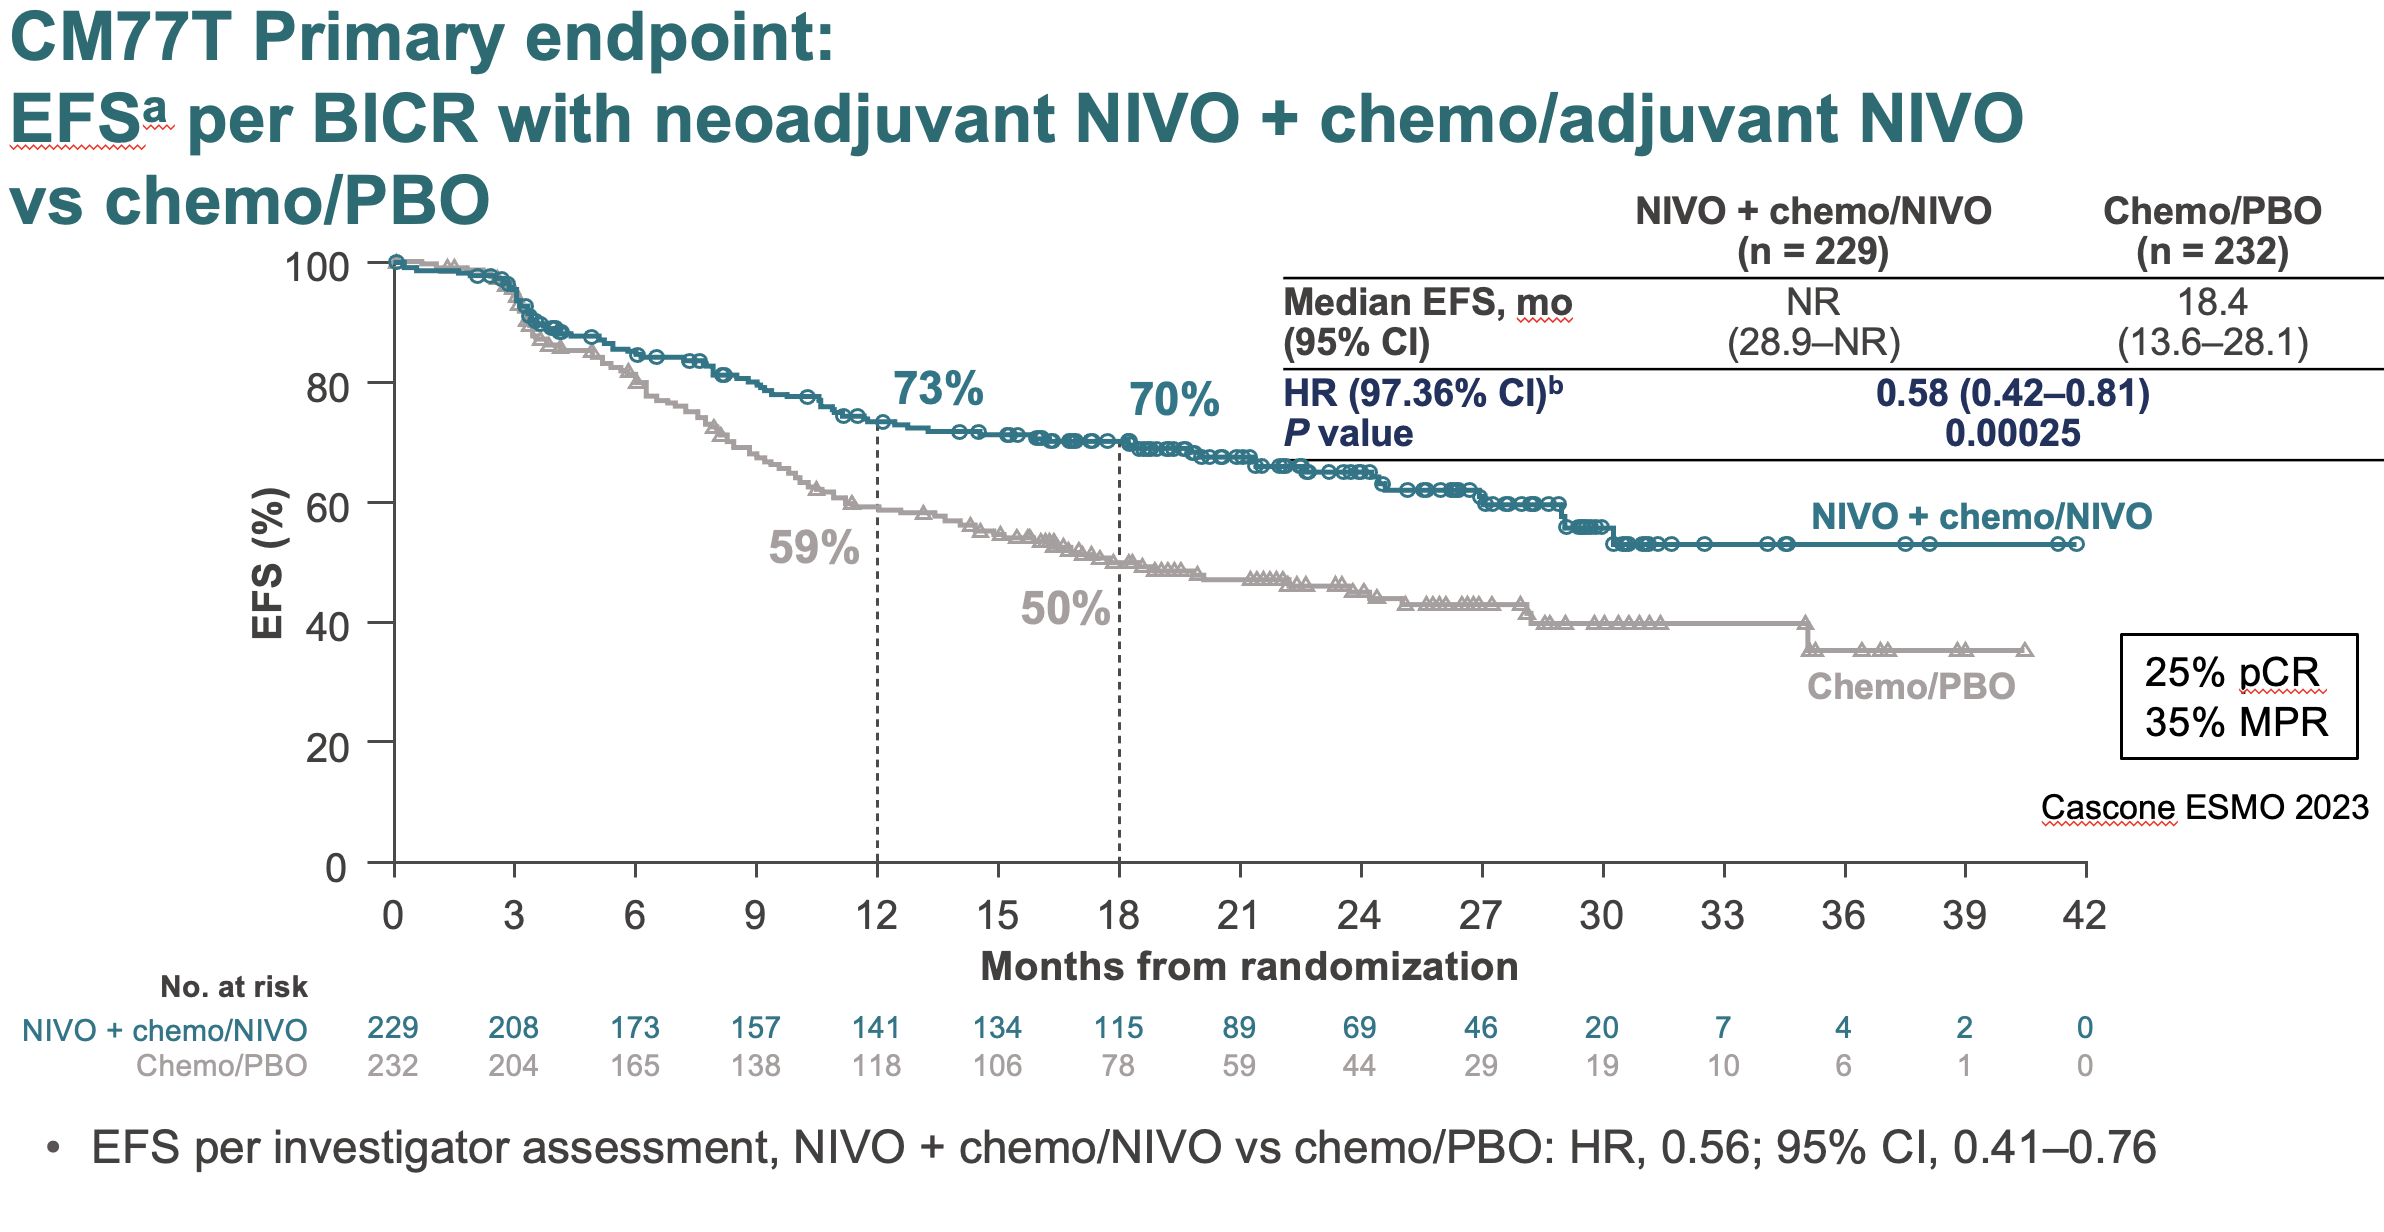 CM77T Primary endpoint:
EFSᵃ per BICR with neoadjuvant NIVO + chemo/adjuvant NIVO
vs chemo/PBO
NIVO + chemo/NIVO Chemo/PBO
(n = 229) (n = 232)
Median EFS, mo NR 18.4
(95% CI) (28.9–NR) (13.6–28.1)
HR (97.36% CI)ᵇ 0.58 (0.42–0.81)
P value 0.00025
EFS (%)
100
80
60
40
20
0
73%
70%
59%
50%
NIVO + chemo/NIVO
Chemo/PBO
25% pCR
35% MPR
Cascone ESMO 2023
0 3 6 9 12 15 18 21 24 27 30 33 36 39 42
Months from randomization
No. at risk
NIVO + chemo/NIVO 229 208 173 157 141 134 115 89 69 46 20 7 4 2 0
Chemo/PBO 232 204 165 138 118 106 78 59 44 29 19 10 6 1 0
• EFS per investigator assessment, NIVO + chemo/NIVO vs chemo/PBO: HR, 0.56; 95% CI, 0.41–0.76